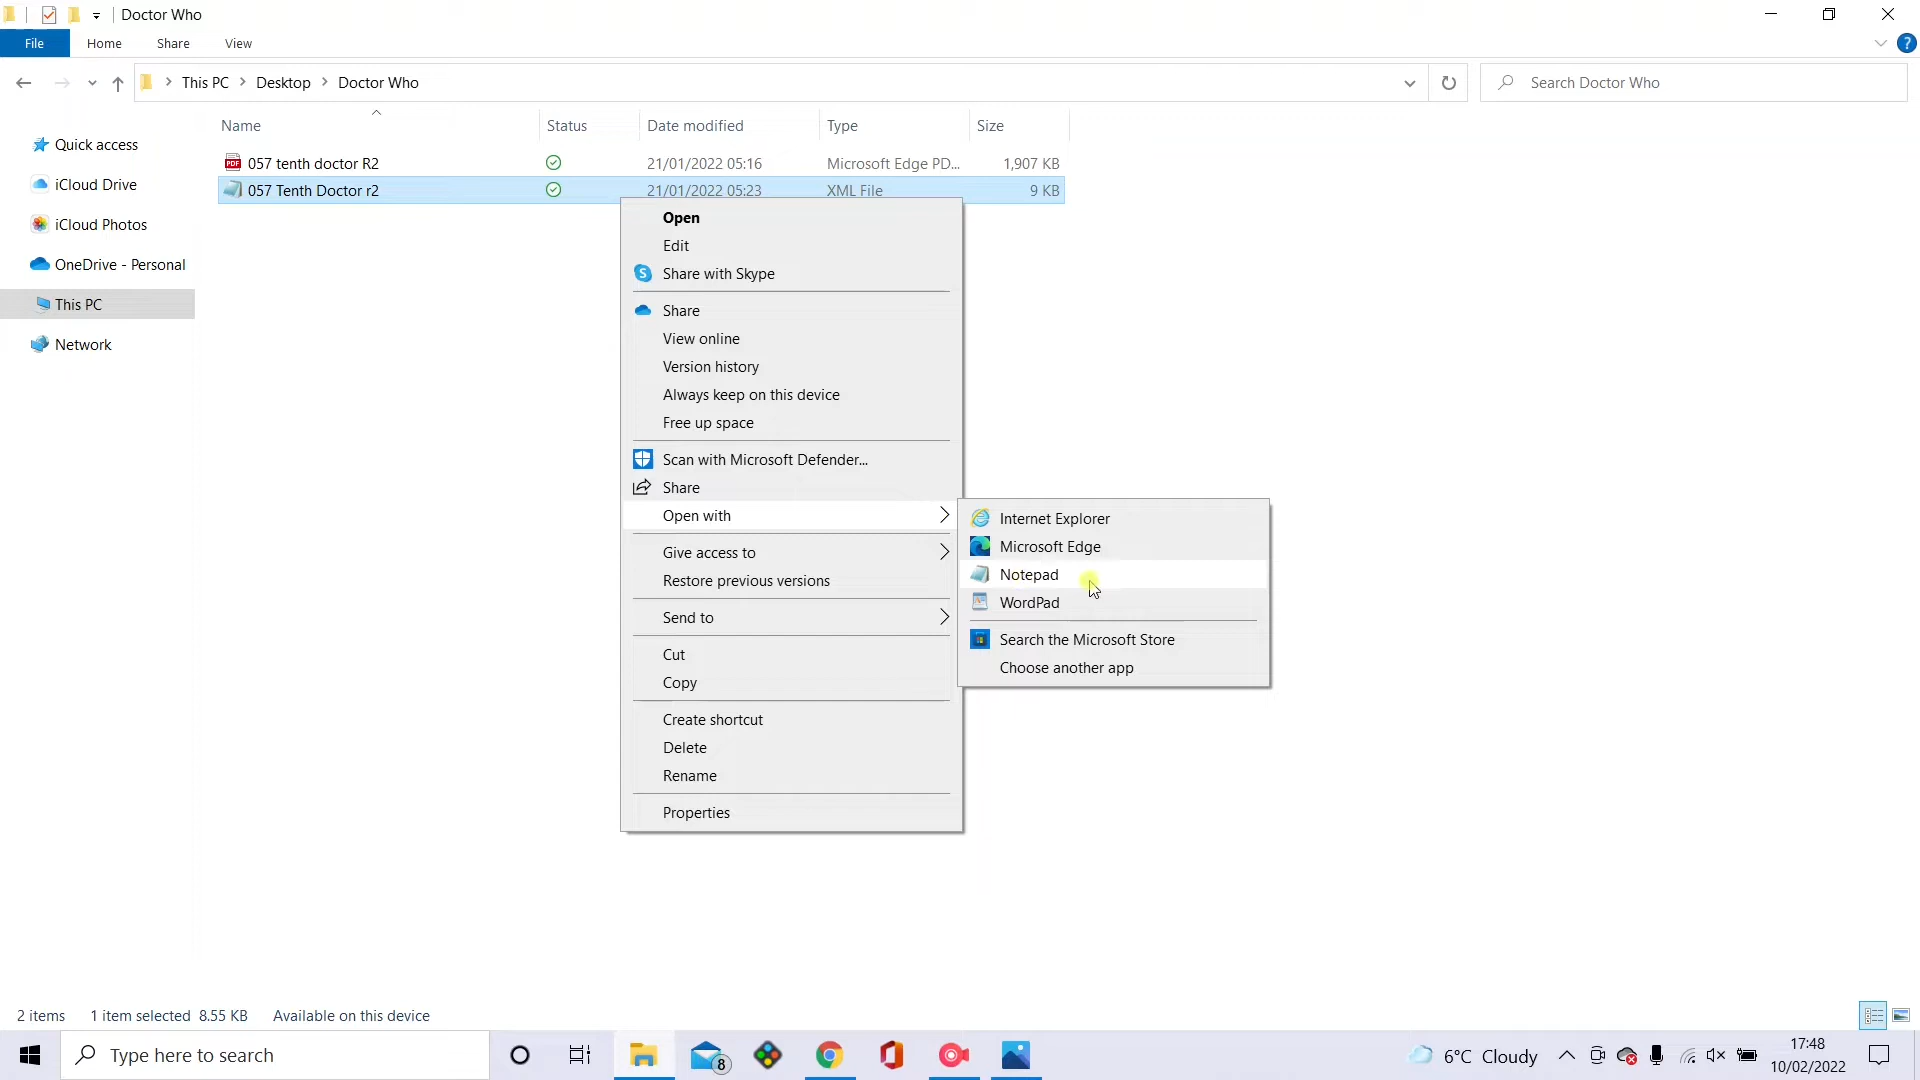 Doctor Who
File Home Share View
This PC Desktop Doctor Who
Search Doctor Who
Name Status Date modified Type Size
057 tenth doctor R2 21/01/2022 05:16 Microsoft Edge PD... 1,907 KB
057 Tenth Doctor r2 21/01/2022 05:23 XML File 9 KB
Quick access
iCloud Drive
iCloud Photos
OneDrive - Personal
This PC
Network
Open
Edit
Share with Skype
Share
View online
Version history
Always keep on this device
Free up space
Scan with Microsoft Defender...
Share
Open with
Give access to
Restore previous versions
Send to
Cut
Copy
Create shortcut
Delete
Rename
Properties
Internet Explorer
Microsoft Edge
Notepad
WordPad
Search the Microsoft Store
Choose another app
2 items 1 item selected 8.55 KB Available on this device
Type here to search
8
6°C Cloudy
17:48
10/02/2022